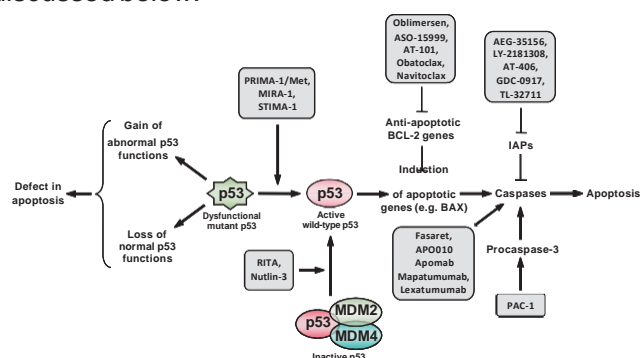 Oblimersen,
ASO-15999,
AT-101,
Obatoclax,
Navitoclax
AEG-35156,
LY-2181308,
AT-406,
GDC-0917,
TL-32711
PRIMA-1/Met,
MIRA-1,
STIMA-1
Anti-apoptotic
BCL-2 genes
IAPs
Gain of
abnormal p53
functions
Induction
Defect in
apoptosis
p53
Dysfunctional
mutant p53
p53
Active
wild-type p53
of apoptotic
genes (e.g. BAX)
Caspases
Apoptosis
Loss of
normal p53
functions
RITA,
Nutlin-3
Fasaret,
APO010
Apomab
Mapatumumab,
Lexatumumab
Procaspase-3
PAC-1
p53
MDM2
MDM4
Inactive p53